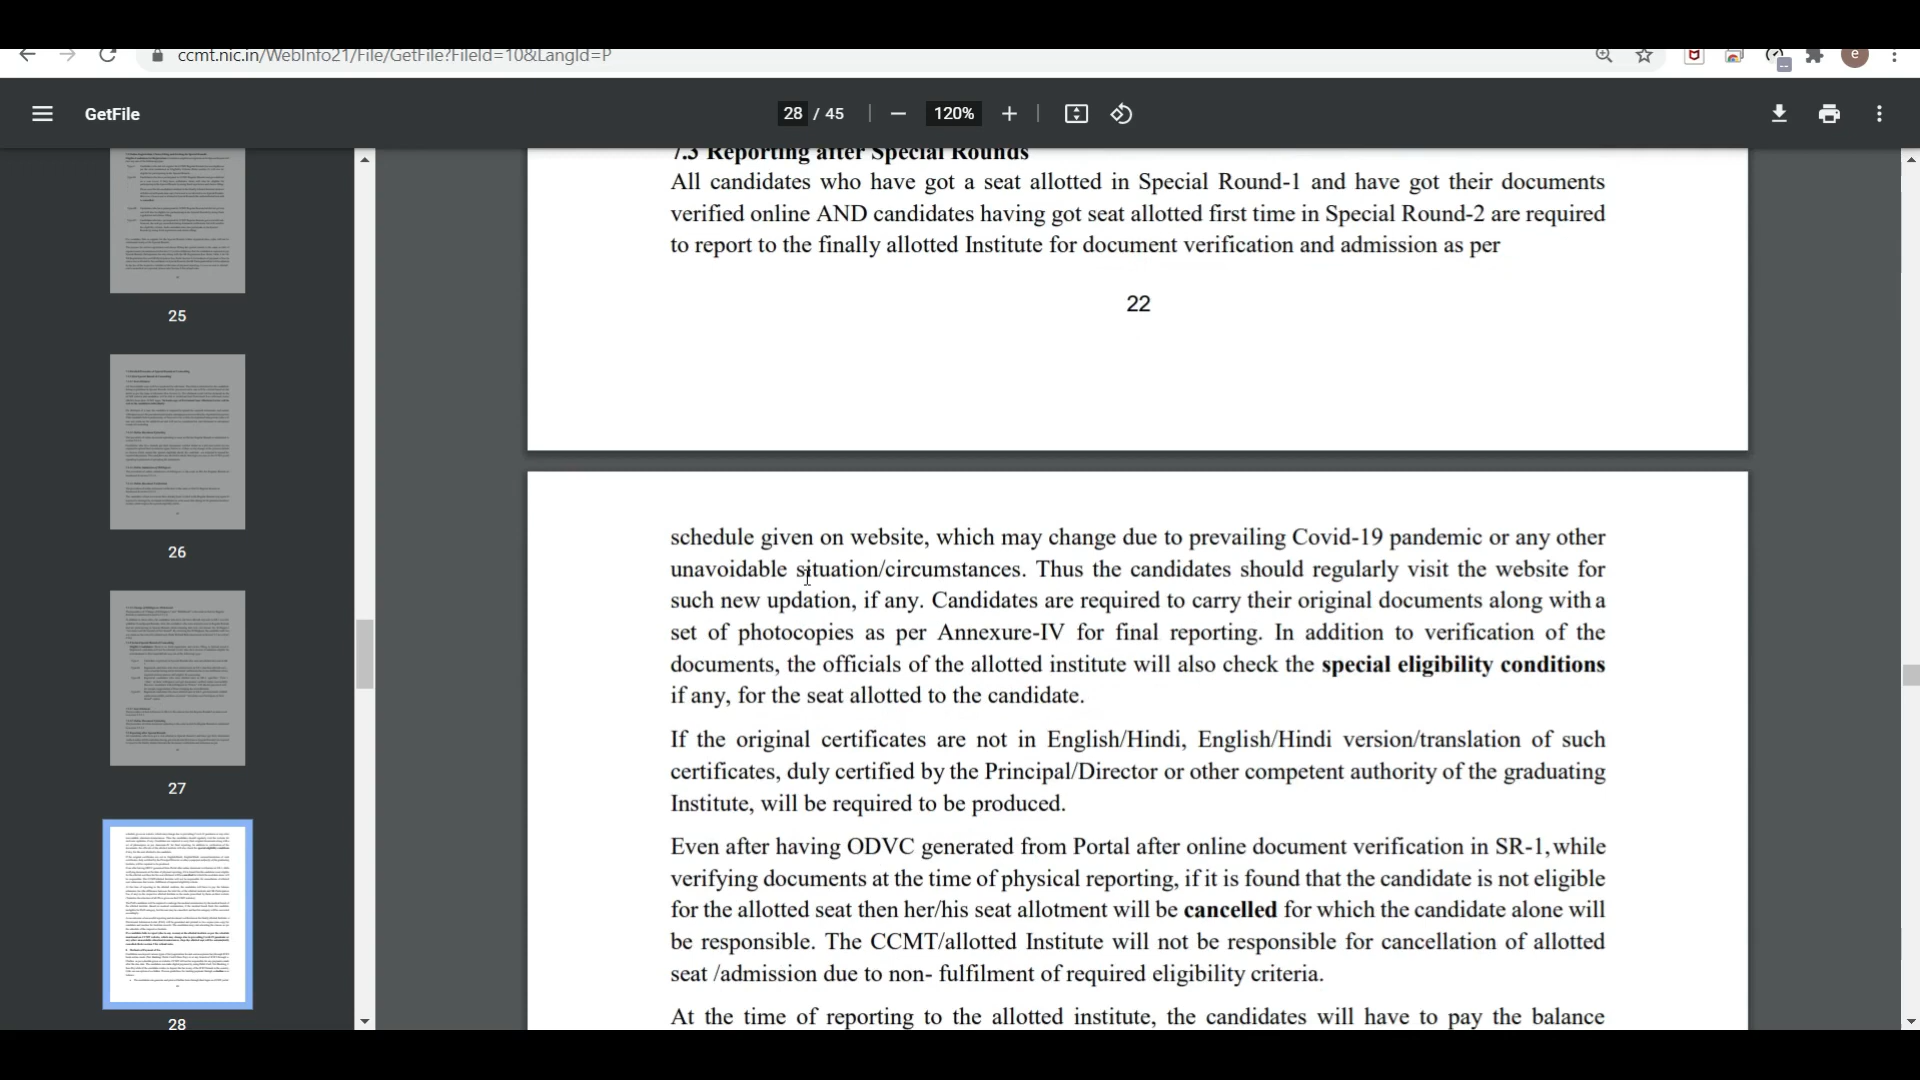 ccmt.nic.in/WebInfo21/File/GetFile?FileId=10&LangId=P
e
GetFile
28 / 45
120%
25
26
27
28
7.3 Reporting after Special Rounds
All candidates who have got a seat allotted in Special Round-1 and have got their documents
verified online AND candidates having got seat allotted first time in Special Round-2 are required
to report to the finally allotted Institute for document verification and admission as per
22
schedule given on website, which may change due to prevailing Covid-19 pandemic or any other
unavoidable situation/circumstances. Thus the candidates should regularly visit the website for
such new updation, if any. Candidates are required to carry their original documents along with a
set of photocopies as per Annexure-IV for final reporting. In addition to verification of the
documents, the officials of the allotted institute will also check the special eligibility conditions
if any, for the seat allotted to the candidate.
If the original certificates are not in English/Hindi, English/Hindi version/translation of such
certificates, duly certified by the Principal/Director or other competent authority of the graduating
Institute, will be required to be produced.
Even after having ODVC generated from Portal after online document verification in SR-1, while
verifying documents at the time of physical reporting, if it is found that the candidate is not eligible
for the allotted seat then her/his seat allotment will be cancelled for which the candidate alone will
be responsible. The CCMT/allotted Institute will not be responsible for cancellation of allotted
seat /admission due to non- fulfilment of required eligibility criteria.
At the time of reporting to the allotted institute, the candidates will have to pay the balance